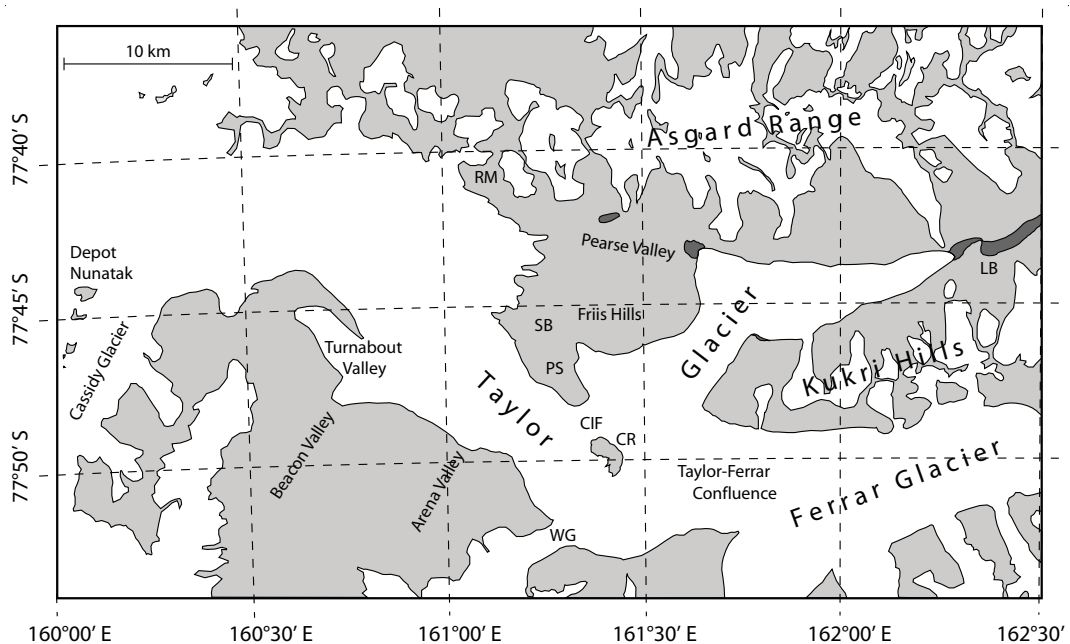 10 km
Asgard Range
77°40′ S
RM
Pearse Valley
Depot
Nunatak
LB
77°45′ S
SB
Friis Hills
Glacier
Turnabout
Valley
Cassidy Glacier
PS
Kukri Hills
Taylor
CIF
CR
77°50′ S
Beacon Valley
Arena Valley
Taylor-Ferrar
Confluence
Ferrar Glacier
WG
160°00′ E
160°30′ E
161°00′ E
161°30′ E
162°00′ E
162°30′ E